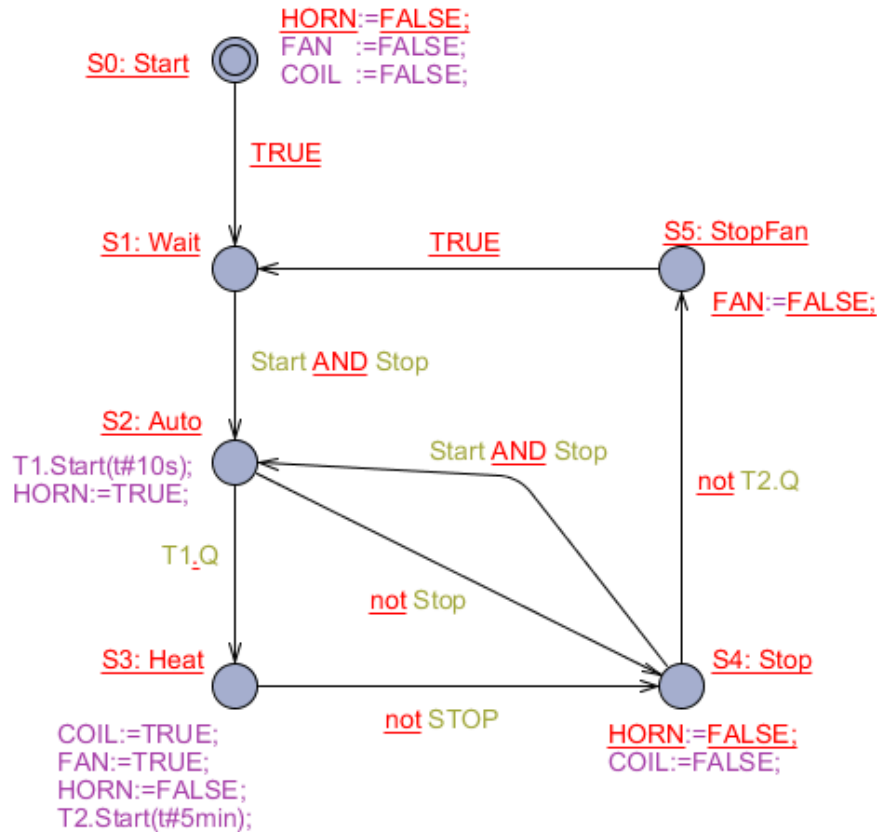 HORN:=FALSE;
FAN :=FALSE;
COIL :=FALSE;
S0: Start
TRUE
S1: Wait
TRUE
S5: StopFan
FAN:=FALSE;
Start AND Stop
S2: Auto
T1.Start(t#10s);
HORN:=TRUE;
Start AND Stop
not T2.Q
T1.Q
not Stop
S3: Heat
not STOP
S4: Stop
COIL:=TRUE;
FAN:=TRUE;
HORN:=FALSE;
T2.Start(t#5min);
HORN:=FALSE;
COIL:=FALSE;